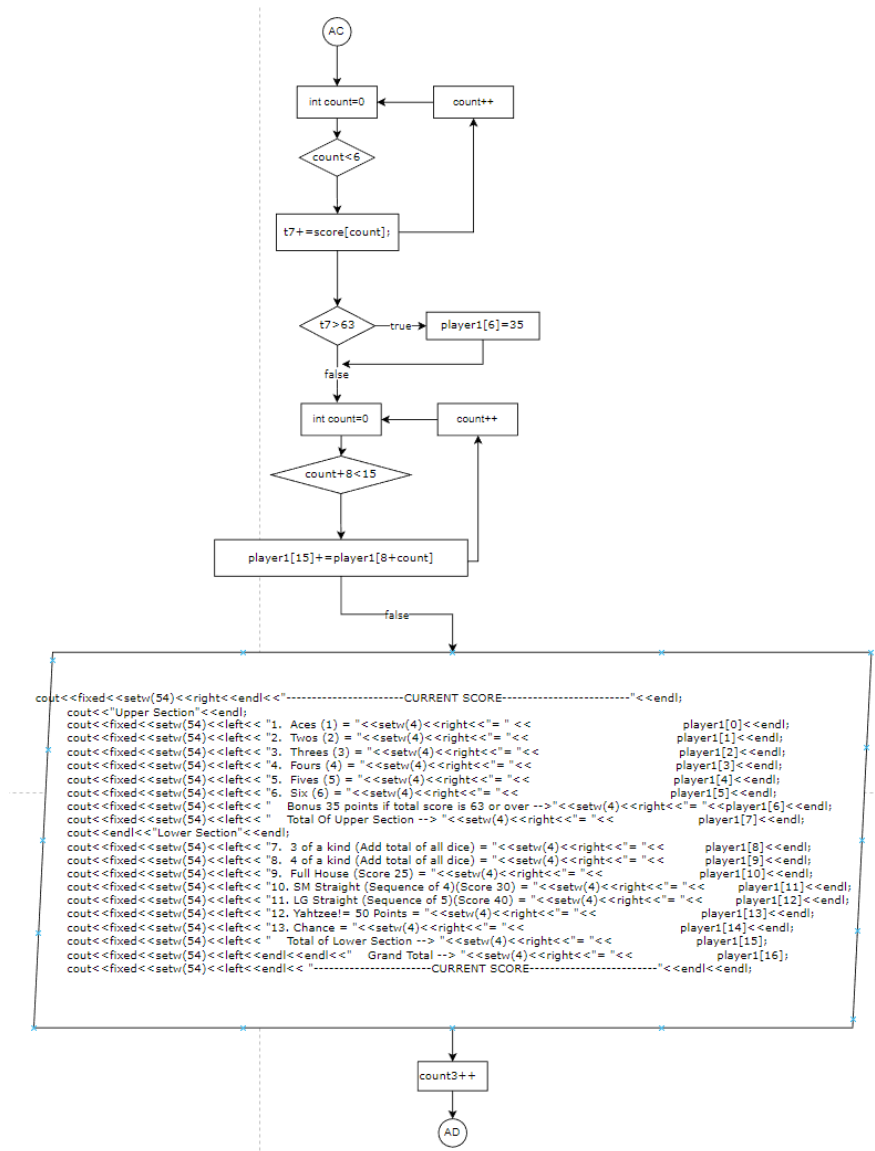 AC
int count=0
count++
count<6
t7+=score[count];
t7>63
true
player1[6]=35
false
int count=0
count++
count+8<15
player1[15]+=player1[8+count]
false
cout<<fixed<<setw(54)<<right<<endl<<"-----------------------CURRENT SCORE-------------------------"<<endl;
cout<<"Upper Section"<<endl;
cout<<fixed<<setw(54)<<left<< "1. Aces (1) = "<<setw(4)<<right<<"= " << player1[0]<<endl;
cout<<fixed<<setw(54)<<left<< "2. Twos (2) = "<<setw(4)<<right<<"= "<< player1[1]<<endl;
cout<<fixed<<setw(54)<<left<< "3. Threes (3) = "<<setw(4)<<right<<"= "<< player1[2]<<endl;
cout<<fixed<<setw(54)<<left<< "4. Fours (4) = "<<setw(4)<<right<<"= "<< player1[3]<<endl;
cout<<fixed<<setw(54)<<left<< "5. Fives (5) = "<<setw(4)<<right<<"= "<< player1[4]<<endl;
cout<<fixed<<setw(54)<<left<< "6. Six (6) = "<<setw(4)<<right<<"= "<< player1[5]<<endl;
cout<<fixed<<setw(54)<<left<< " Bonus 35 points if total score is 63 or over -->"<<setw(4)<<right<<"= "<<player1[6]<<endl;
cout<<fixed<<setw(54)<<left<< " Total Of Upper Section --> "<<setw(4)<<right<<"= "<< player1[7]<<endl;
cout<<endl<<"Lower Section"<<endl;
cout<<fixed<<setw(54)<<left<< "7. 3 of a kind (Add total of all dice) = "<<setw(4)<<right<<"= "<< player1[8]<<endl;
cout<<fixed<<setw(54)<<left<< "8. 4 of a kind (Add total of all dice) = "<<setw(4)<<right<<"= "<< player1[9]<<endl;
cout<<fixed<<setw(54)<<left<< "9. Full House (Score 25) = "<<setw(4)<<right<<"= "<< player1[10]<<endl;
cout<<fixed<<setw(54)<<left<< "10. SM Straight (Sequence of 4)(Score 30) = "<<setw(4)<<right<<"= "<< player1[11]<<endl;
cout<<fixed<<setw(54)<<left<< "11. LG Straight (Sequence of 5)(Score 40) = "<<setw(4)<<right<<"= "<< player1[12]<<endl;
cout<<fixed<<setw(54)<<left<< "12. Yahtzee!= 50 Points = "<<setw(4)<<right<<"= "<< player1[13]<<endl;
cout<<fixed<<setw(54)<<left<< "13. Chance = "<<setw(4)<<right<<"= "<< player1[14]<<endl;
cout<<fixed<<setw(54)<<left<< " Total of Lower Section --> "<<setw(4)<<right<<"= "<< player1[15];
cout<<fixed<<setw(54)<<left<<endl<<endl<<" Grand Total --> "<<setw(4)<<right<<"= "<< player1[16];
cout<<fixed<<setw(54)<<left<<endl<< "-----------------------CURRENT SCORE-------------------------"<<endl<<endl;
count3++
AD